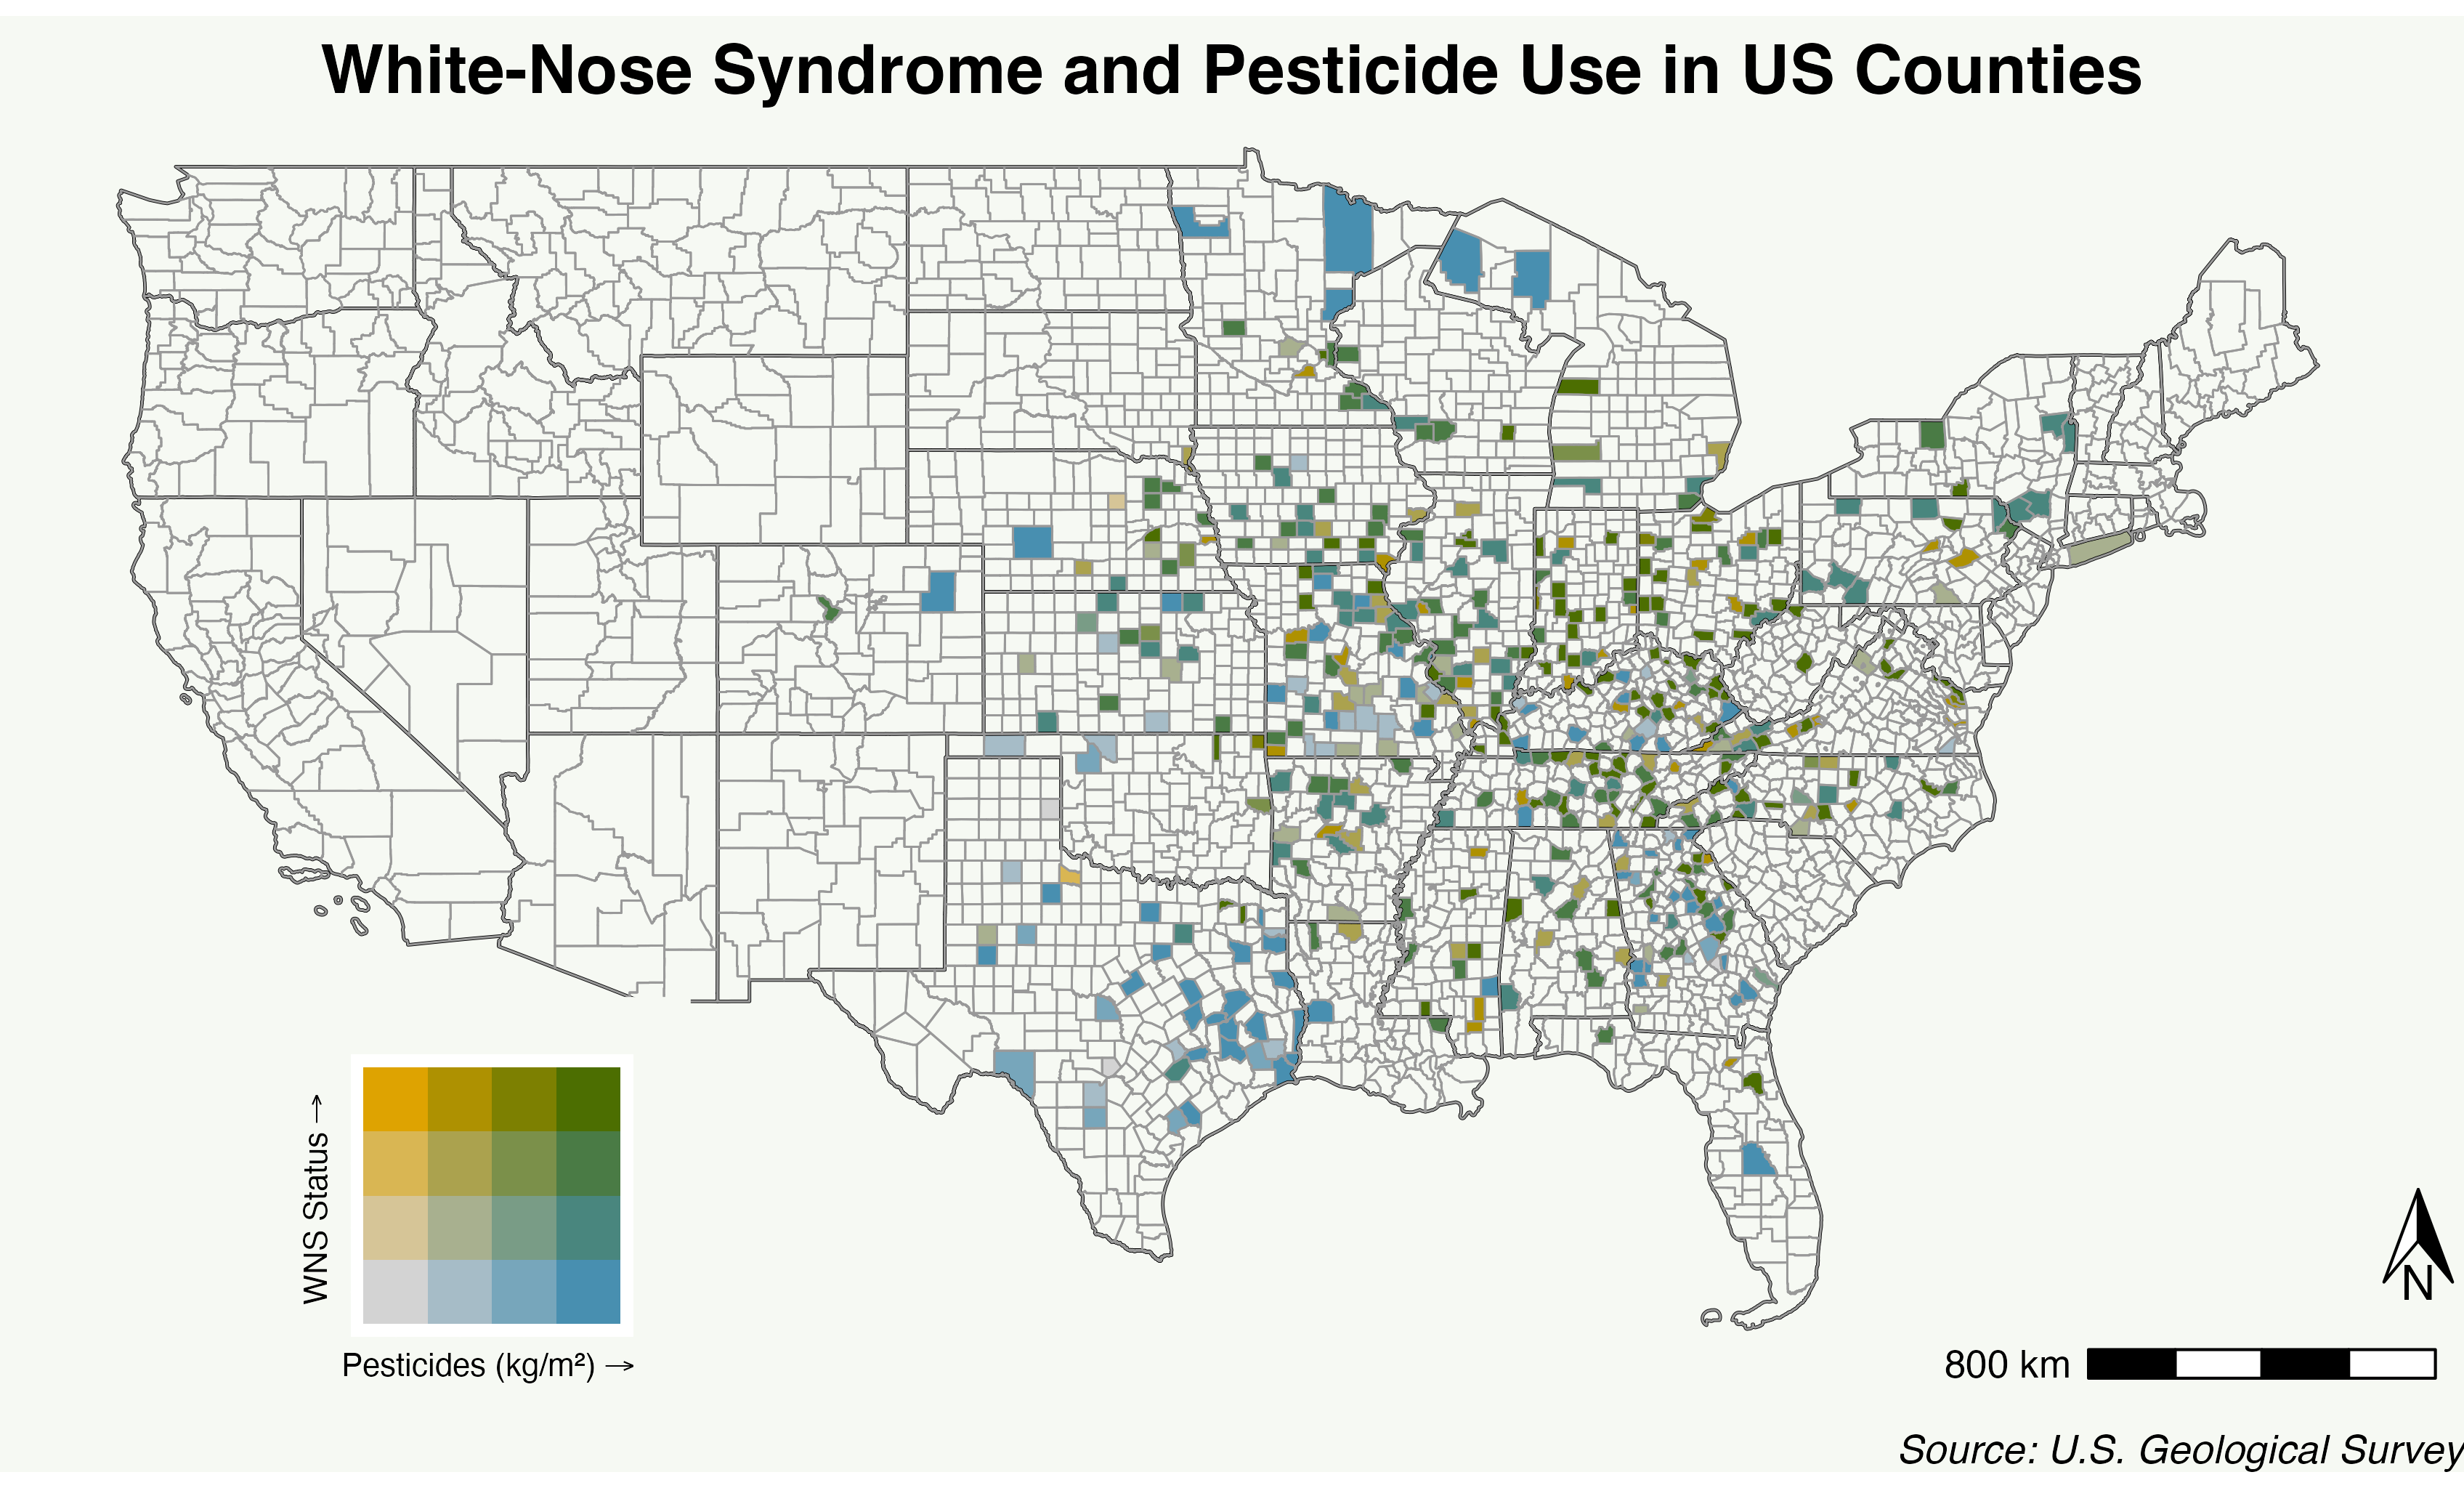 White-Nose Syndrome and Pesticide Use in US Counties
WNS Status →
Pesticides (kg/m²) →
N
800 km
Source: U.S. Geological Survey